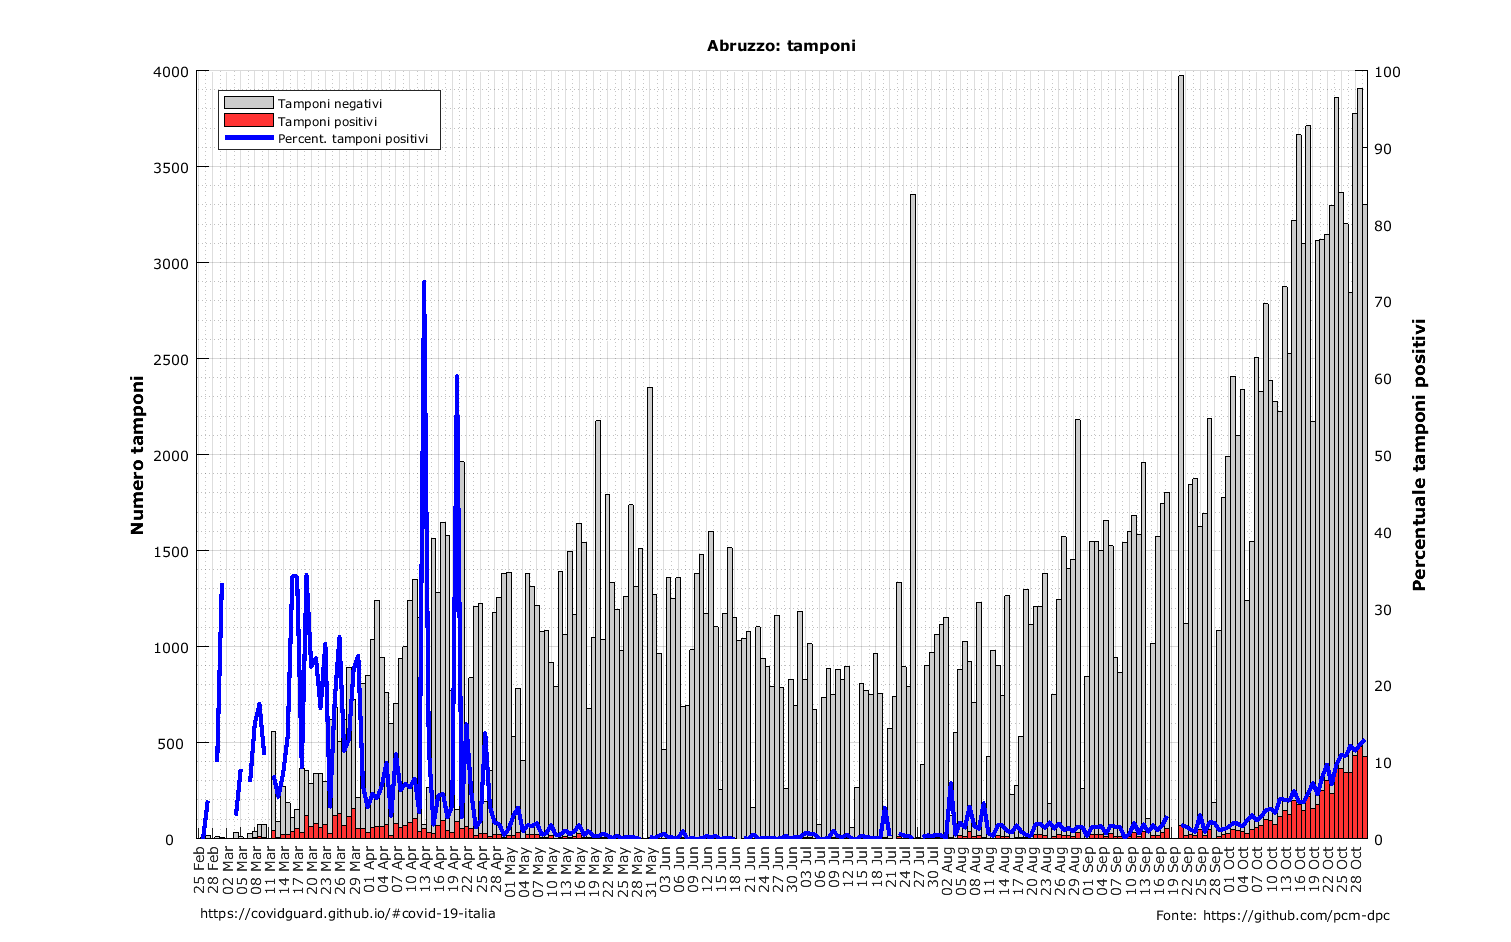 Abruzzo: tamponi
4000
3500
3000
2500
2000
1500
1000
500
0
Numero tamponi
Tamponi negativi
Tamponi positivi
Percent. tamponi positivi
100
90
80
70
60
50
40
30
20
10
0
Percentuale tamponi positivi
25 Feb
28 Feb
02 Mar
05 Mar
08 Mar
11 Mar
14 Mar
17 Mar
20 Mar
23 Mar
26 Mar
29 Mar
01 Apr
04 Apr
07 Apr
10 Apr
13 Apr
16 Apr
19 Apr
22 Apr
25 Apr
28 Apr
01 May
04 May
07 May
10 May
13 May
16 May
19 May
22 May
25 May
28 May
31 May
03 Jun
06 Jun
09 Jun
12 Jun
15 Jun
18 Jun
21 Jun
24 Jun
27 Jun
30 Jun
03 Jul
06 Jul
09 Jul
12 Jul
15 Jul
18 Jul
21 Jul
24 Jul
27 Jul
30 Jul
02 Aug
05 Aug
08 Aug
11 Aug
14 Aug
17 Aug
20 Aug
23 Aug
26 Aug
29 Aug
01 Sep
04 Sep
07 Sep
10 Sep
13 Sep
16 Sep
19 Sep
22 Sep
25 Sep
28 Sep
01 Oct
04 Oct
07 Oct
10 Oct
13 Oct
16 Oct
19 Oct
22 Oct
25 Oct
28 Oct
https://covidguard.github.io/#covid-19-italia
Fonte: https://github.com/pcm-dpc